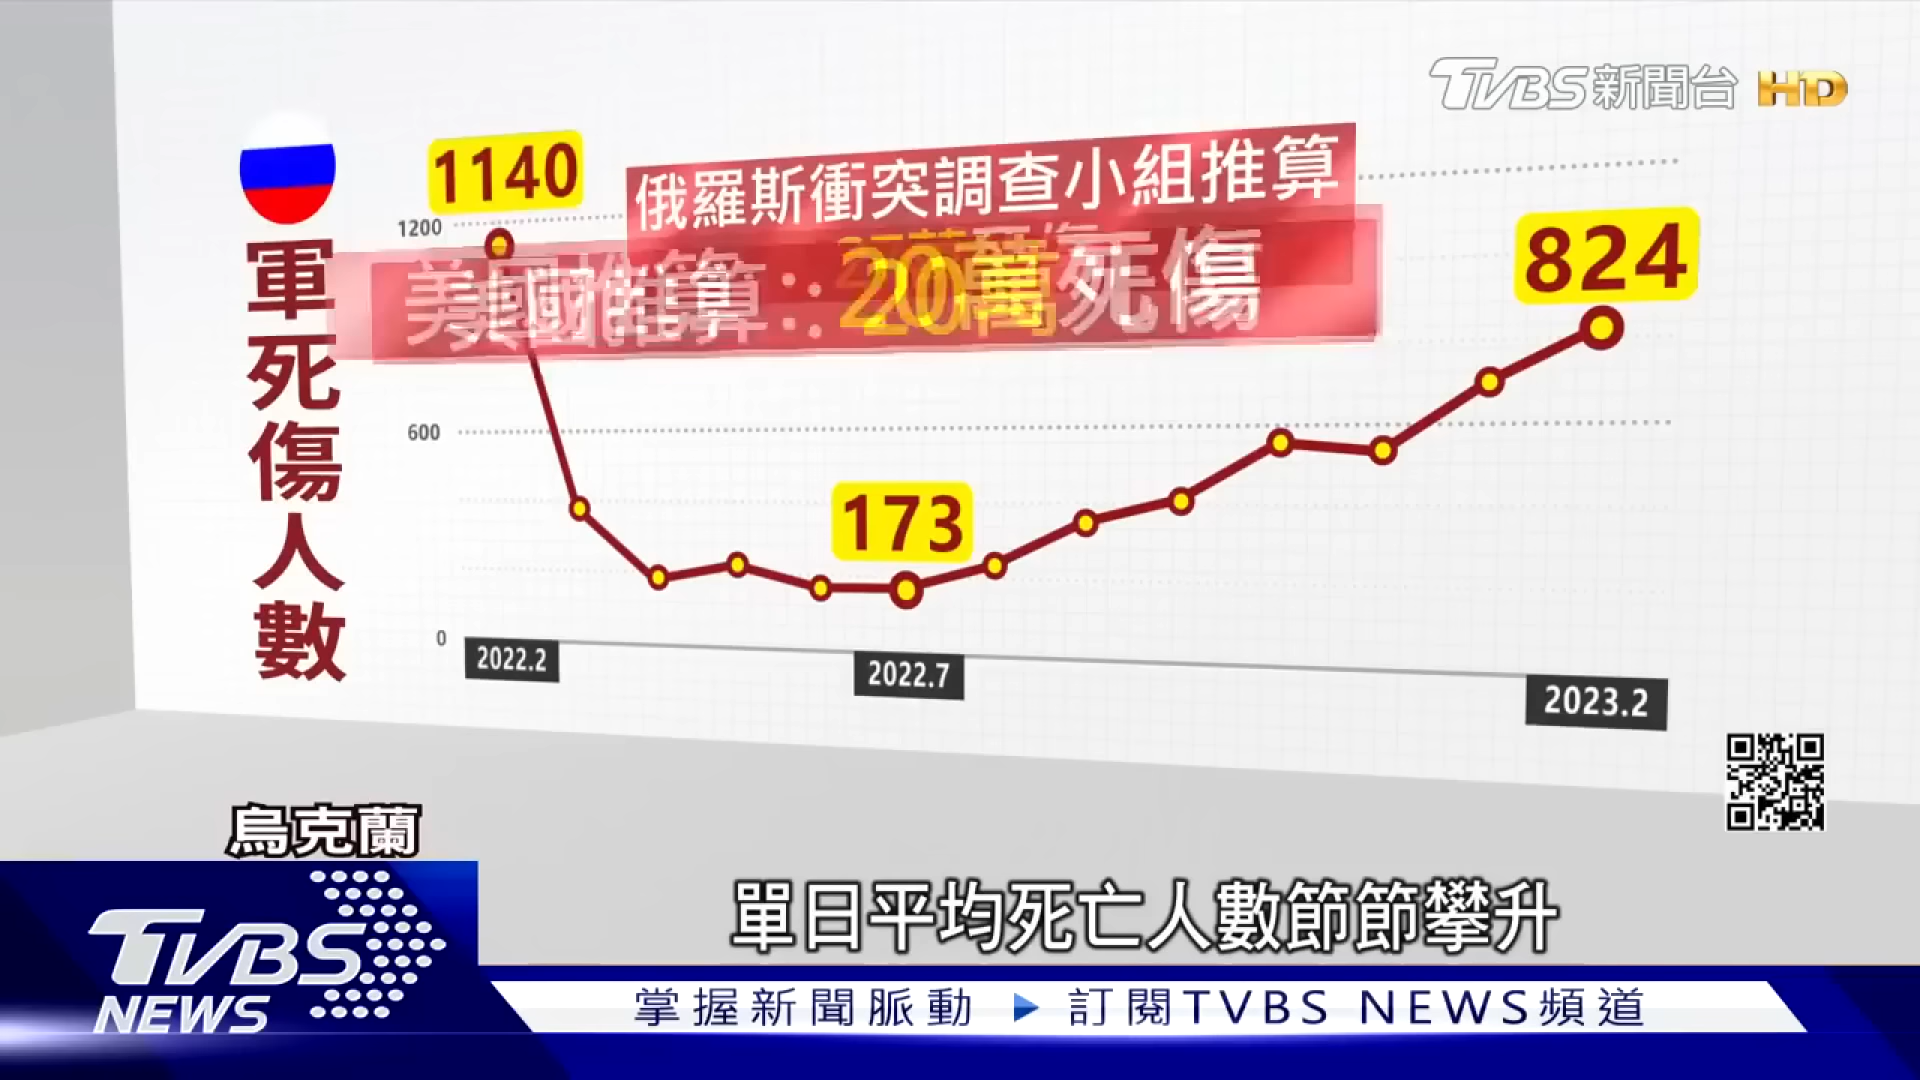 TVBS新聞台 HD
軍死傷人數
1140
俄羅斯衝突調查小組推算
美國推算：20萬死傷
1200
824
600
173
0
2022.2
2022.7
2023.2
烏克蘭
單日平均死亡人數節節攀升
TVBS NEWS
掌握新聞脈動 ▶ 訂閱TVBS NEWS頻道